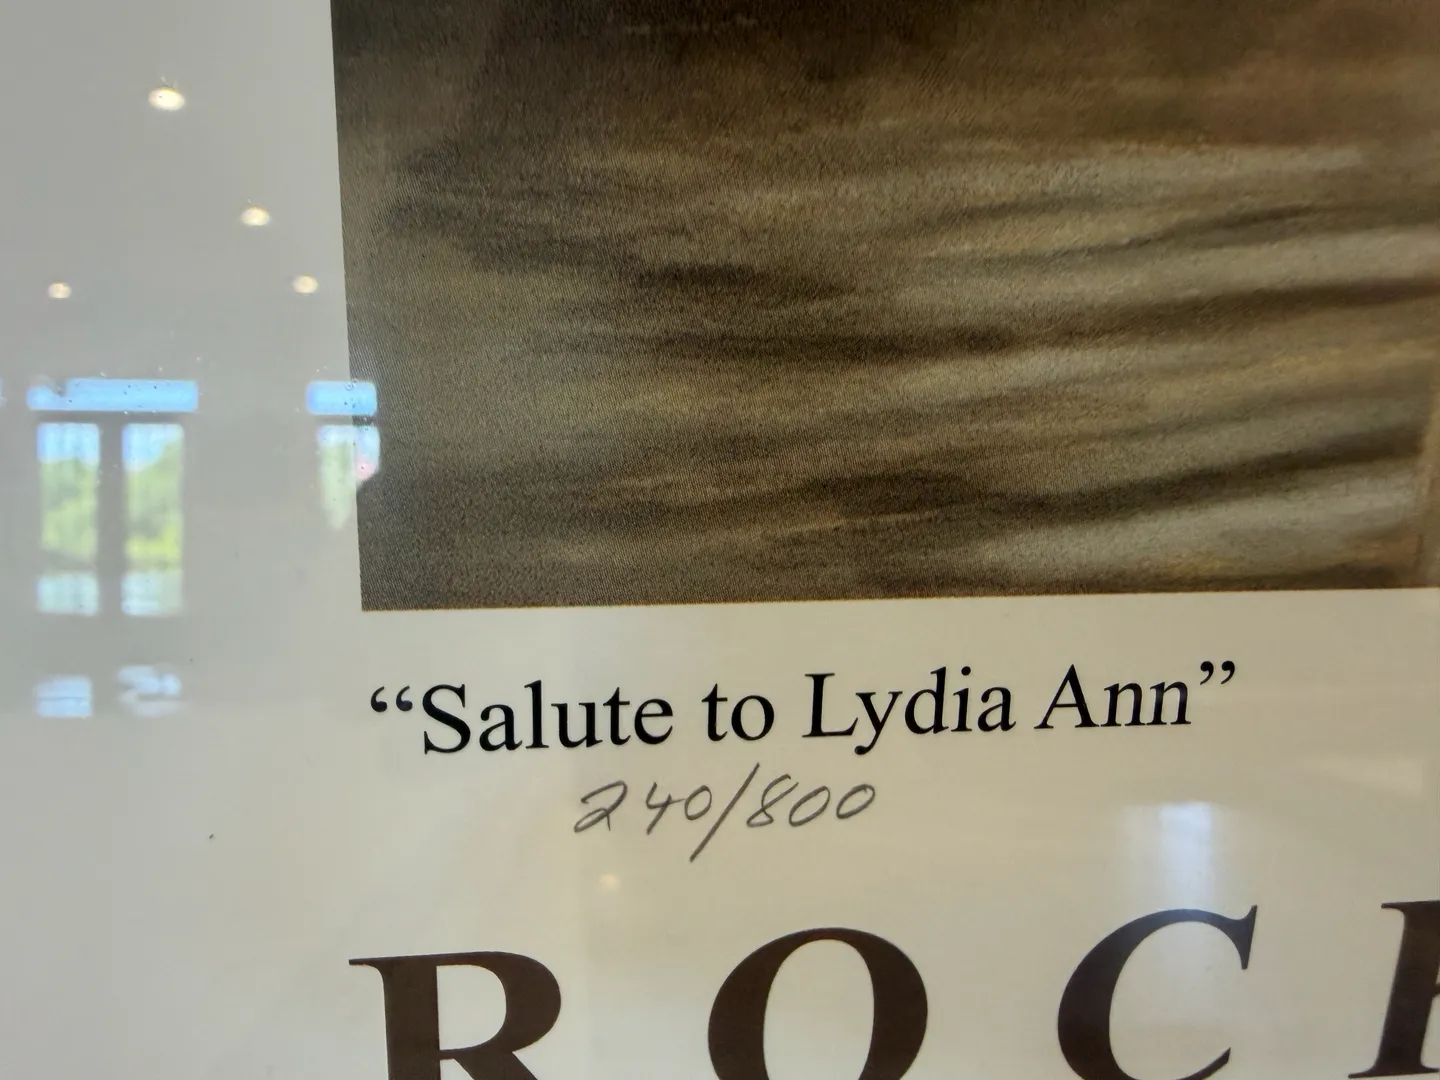 “Salute to Lydia Ann”
240/800
ROC